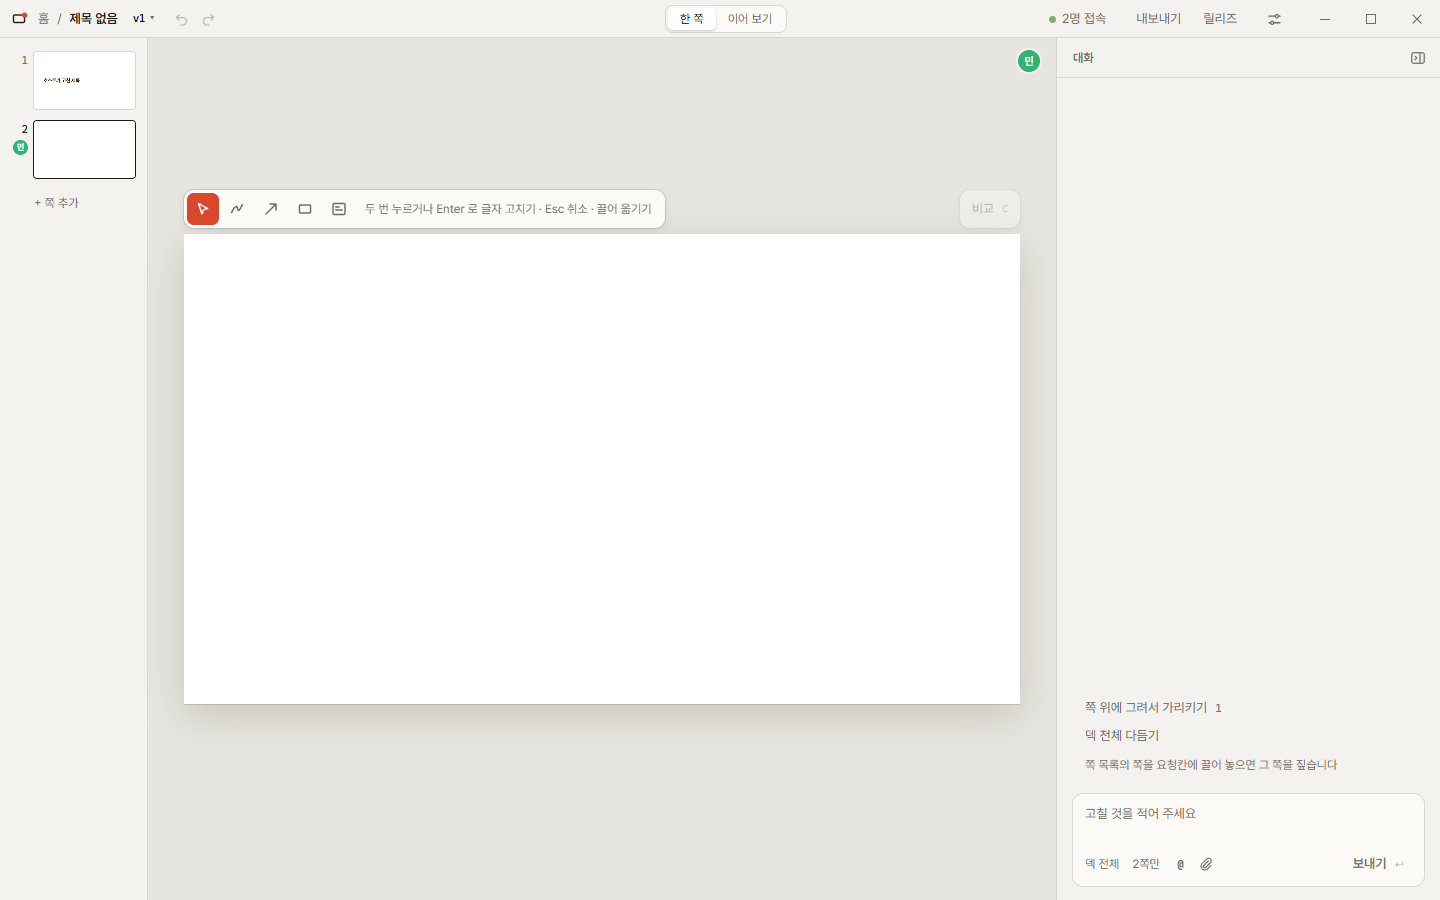 홈 / 제목 없음 v1
한 쪽 이어 보기
2명 접속 내보내기 릴리즈
1
2
민
+ 쪽 추가
민
두 번 누르거나 Enter 로 글자 고치기 · Esc 취소 · 끌어 옮기기
비교 C
대화
쪽 위에 그려서 가리키기 1
덱 전체 다듬기
쪽 목록의 쪽을 요청칸에 끌어 놓으면 그 쪽을 짚습니다
고칠 것을 적어 주세요
덱 전체 2쪽만 @ 보내기 ↵